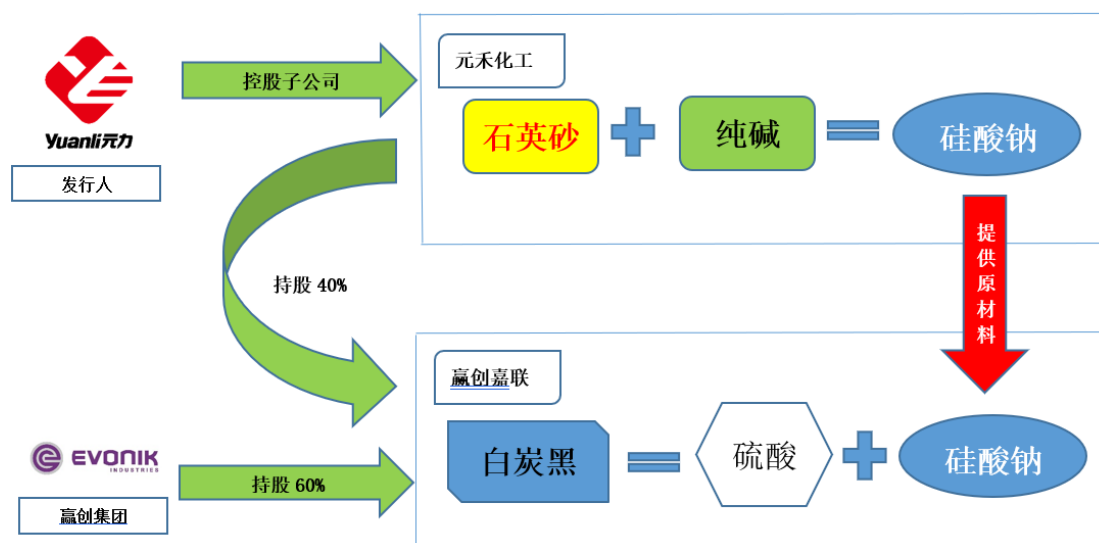 元禾化工
控股子公司
石英砂
纯碱
硅酸钠
Yuanli元力
发行人
提供原材料
持股 40%
赢创嘉联
EVONIK
INDUSTRIES
白炭黑
硫酸
硅酸钠
持股 60%
赢创集团